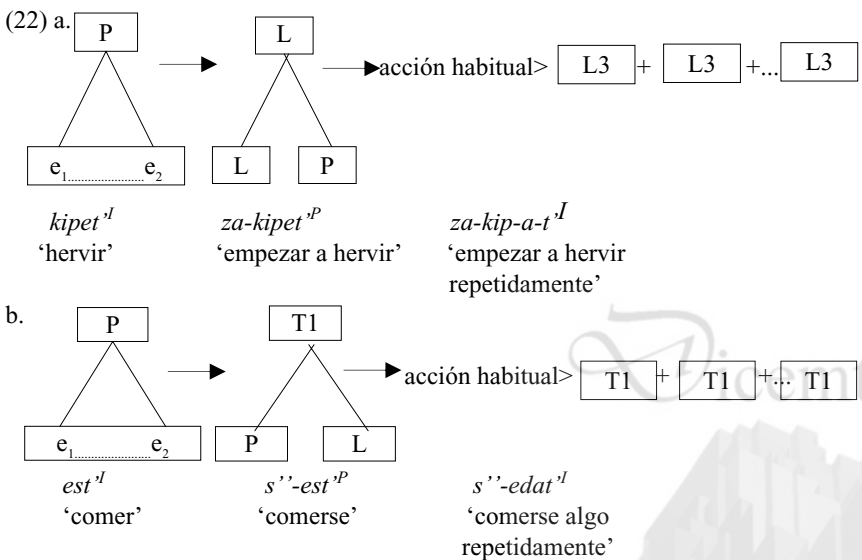 (22) a.
P
L
acción habitual> L3 + L3 +... L3
e1........................e2
L P
kipet’I za-kipet’P za-kip-a-t’I
‘hervir’ ‘empezar a hervir’ ‘empezar a hervir
repetidamente’
b.
P
T1
acción habitual> T1 + T1 +... T1
e1........................e2
P L
est’I s’’-est’P s’’-edat’I
‘comer’ ‘comerse’ ‘comerse algo
repetidamente’